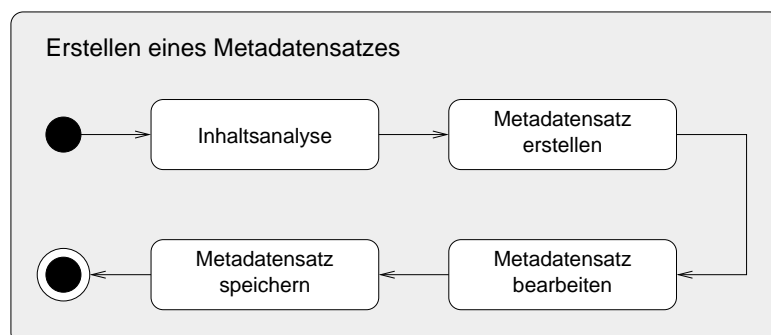 Erstellen eines Metadatensatzes
Inhaltsanalyse
Metadatensatz
erstellen
Metadatensatz
speichern
Metadatensatz
bearbeiten